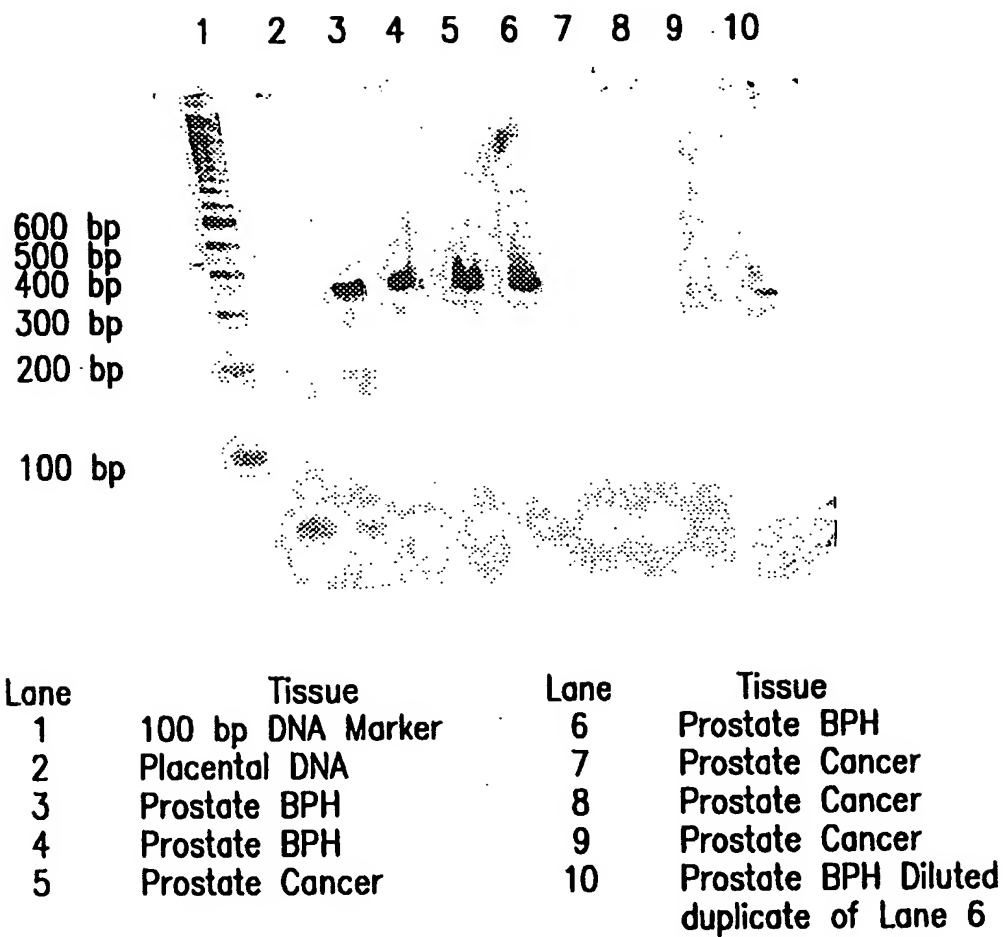 1 2 3 4 5 6 7 8 9 10
600 bp
500 bp
400 bp
300 bp
200 bp
100 bp
Lane Tissue
1 100 bp DNA Marker
2 Placental DNA
3 Prostate BPH
4 Prostate BPH
5 Prostate Cancer
Lane Tissue
6 Prostate BPH
7 Prostate Cancer
8 Prostate Cancer
9 Prostate Cancer
10 Prostate BPH Diluted
duplicate of Lane 6